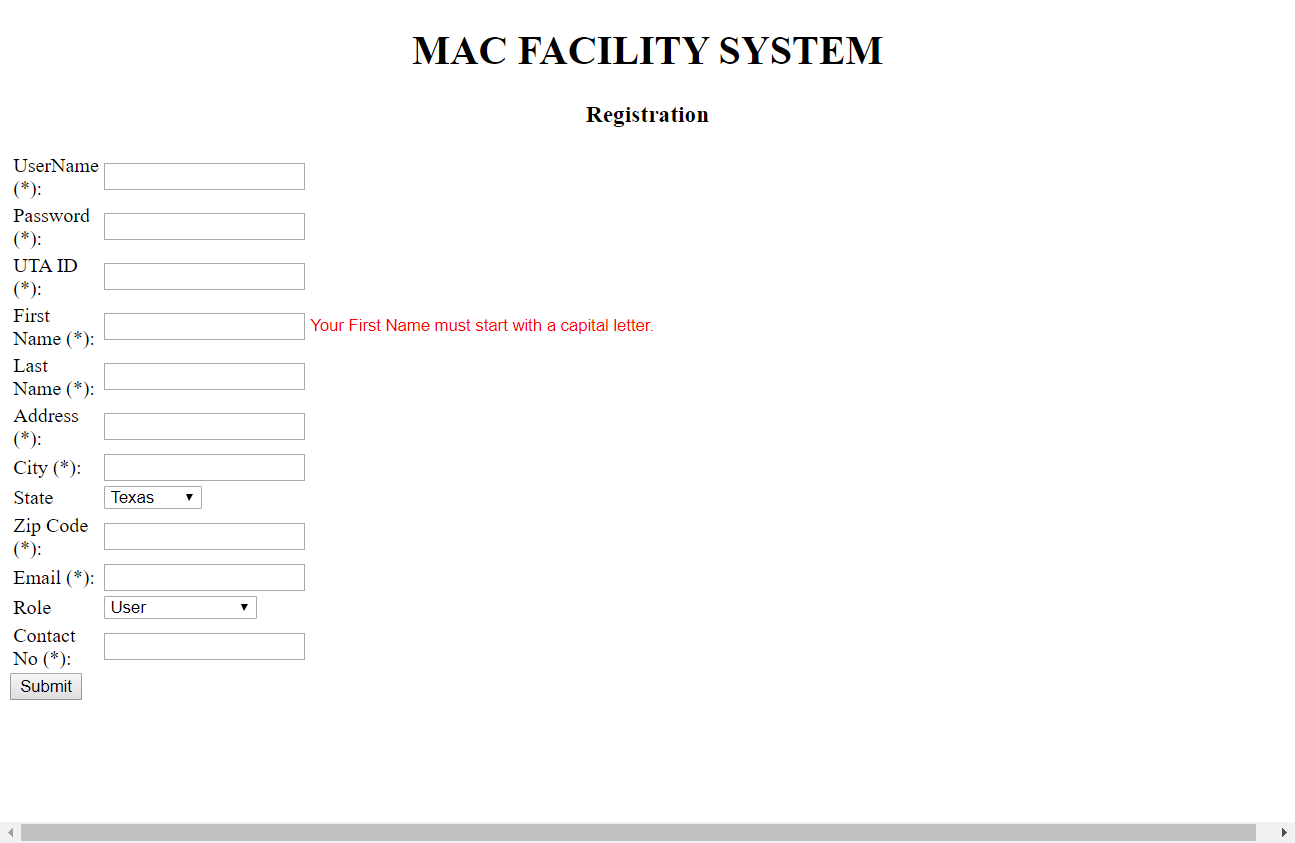 MAC FACILITY SYSTEM
Registration
UserName
(*):
Password
(*):
UTA ID
(*):
First
Name (*):
Your First Name must start with a capital letter.
Last
Name (*):
Address
(*):
City (*):
State
Texas
Zip Code
(*):
Email (*):
Role
User
Contact
No (*):
Submit